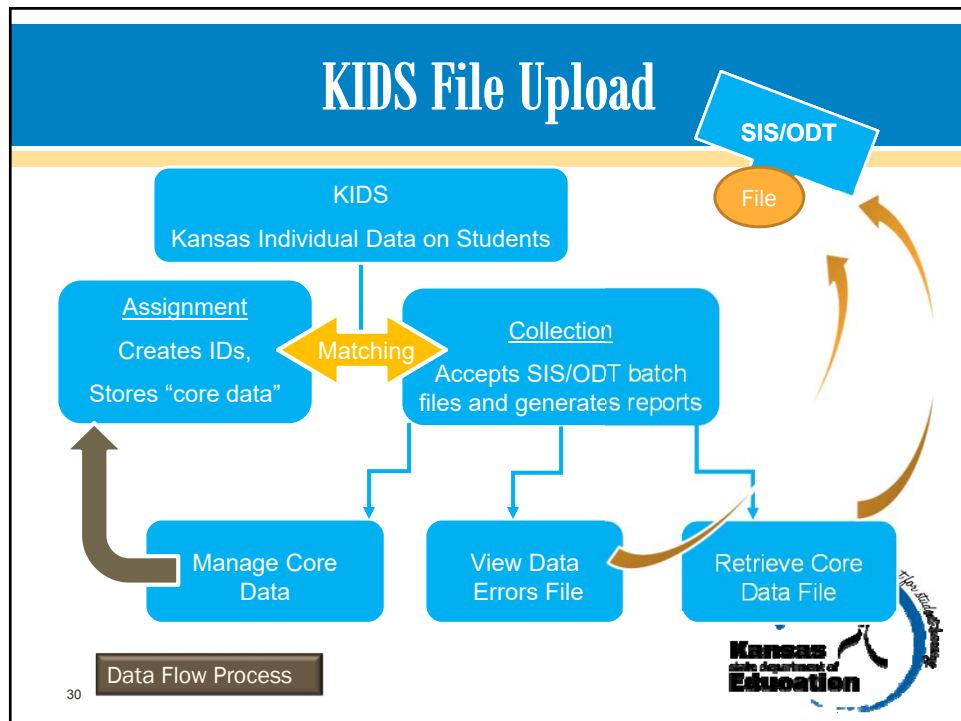 KIDS File Upload
SIS/ODT
File
KIDS
Kansas Individual Data on Students
Assignment
Creates IDs,
Stores “core data”
Matching
Collection
Accepts SIS/ODT batch
files and generates reports
Manage Core
Data
View Data
Errors File
Retrieve Core
Data File
for student
Kansas
state department of
Education
Data Flow Process
30